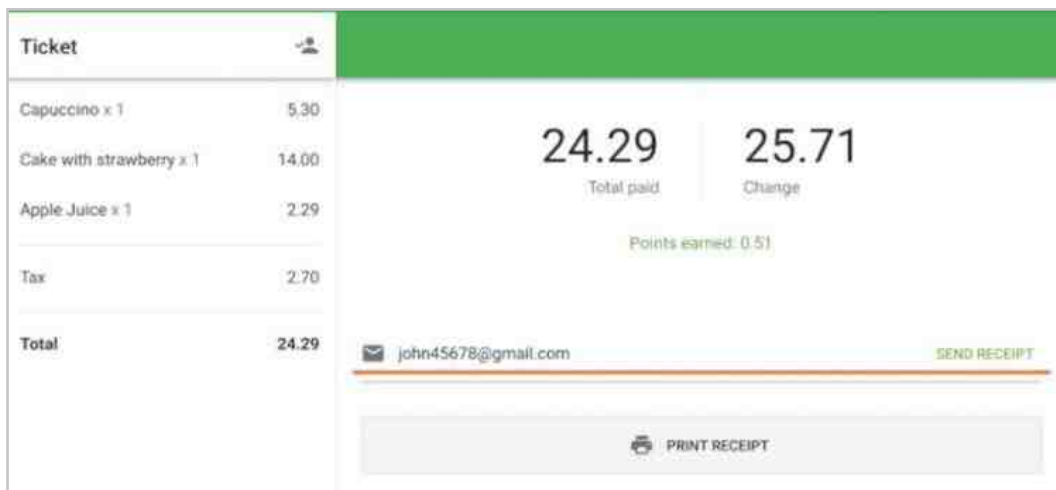 Ticket
Capuccino x 1 5.30
Cake with strawberry x 1 14.00
Apple Juice x 1 2.29
Tax 2.70
Total 24.29
24.29 25.71
Total paid Change
Points earned: 0.51
john45678@gmail.com SEND RECEIPT
PRINT RECEIPT